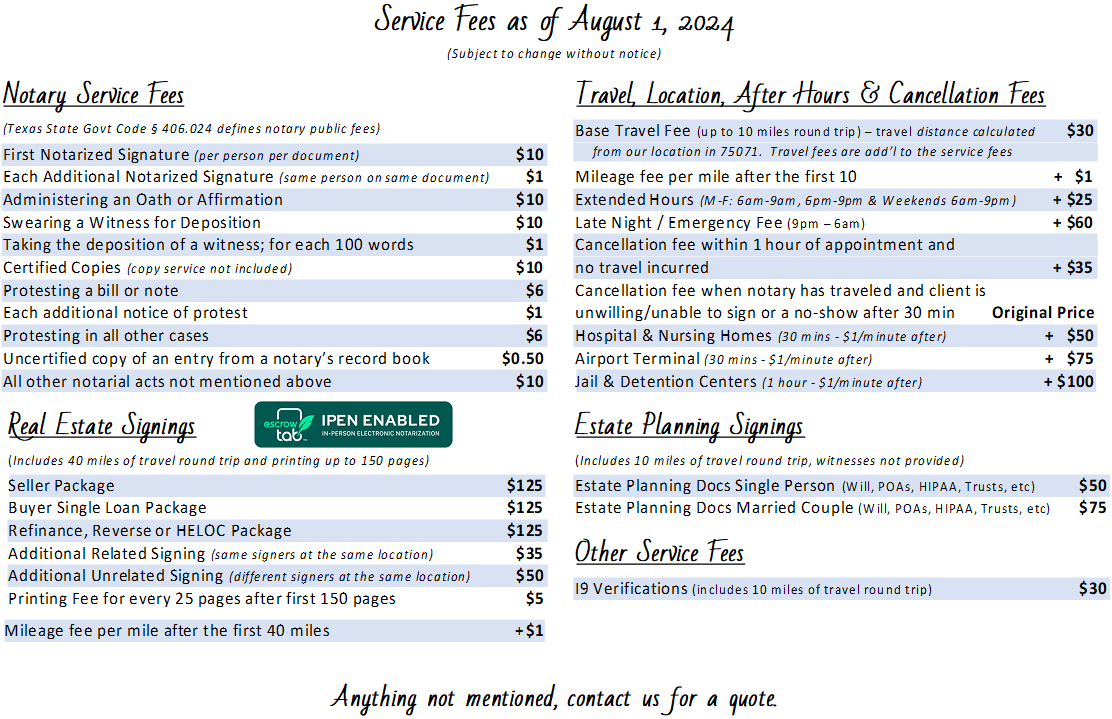 Service Fees as of August 1, 2024
(Subject to change without notice)
Notary Service Fees
(Texas State Govt Code § 406.024 defines notary public fees)
First Notarized Signature (per person per document) $10
Each Additional Notarized Signature (same person on same document) $1
Administering an Oath or Affirmation $10
Swearing a Witness for Deposition $10
Taking the deposition of a witness; for each 100 words $1
Certified Copies (copy service not included) $10
Protesting a bill or note $6
Each additional notice of protest $1
Protesting in all other cases $6
Uncertified copy of an entry from a notary's record book $0.50
All other notarial acts not mentioned above $10
Real Estate Signings
escrow
tab
IPEN ENABLED
IN-PERSON ELECTRONIC NOTARIZATION
(Includes 40 miles of travel round trip and printing up to 150 pages)
Seller Package $125
Buyer Single Loan Package $125
Refinance, Reverse or HELOC Package $125
Additional Related Signing (same signers at the same location) $35
Additional Unrelated Signing (different signers at the same location) $50
Printing Fee for every 25 pages after first 150 pages $5
Mileage fee per mile after the first 40 miles +$1
Travel, Location, After Hours & Cancellation Fees
Base Travel Fee (up to 10 miles round trip) – travel distance calculated $30
from our location in 75071. Travel fees are add'l to the service fees
Mileage fee per mile after the first 10 + $1
Extended Hours (M-F: 6am-9am, 6pm-9pm & Weekends 6am-9pm) + $25
Late Night / Emergency Fee (9pm – 6am) + $60
Cancellation fee within 1 hour of appointment and
no travel incurred + $35
Cancellation fee when notary has traveled and client is
unwilling/unable to sign or a no-show after 30 min Original Price
Hospital & Nursing Homes (30 mins - $1/minute after) + $50
Airport Terminal (30 mins - $1/minute after) + $75
Jail & Detention Centers (1 hour - $1/minute after) + $100
Estate Planning Signings
(Includes 10 miles of travel round trip, witnesses not provided)
Estate Planning Docs Single Person (Will, POAs, HIPAA, Trusts, etc) $50
Estate Planning Docs Married Couple (Will, POAs, HIPAA, Trusts, etc) $75
Other Service Fees
I9 Verifications (includes 10 miles of travel round trip) $30
Anything not mentioned, contact us for a quote.